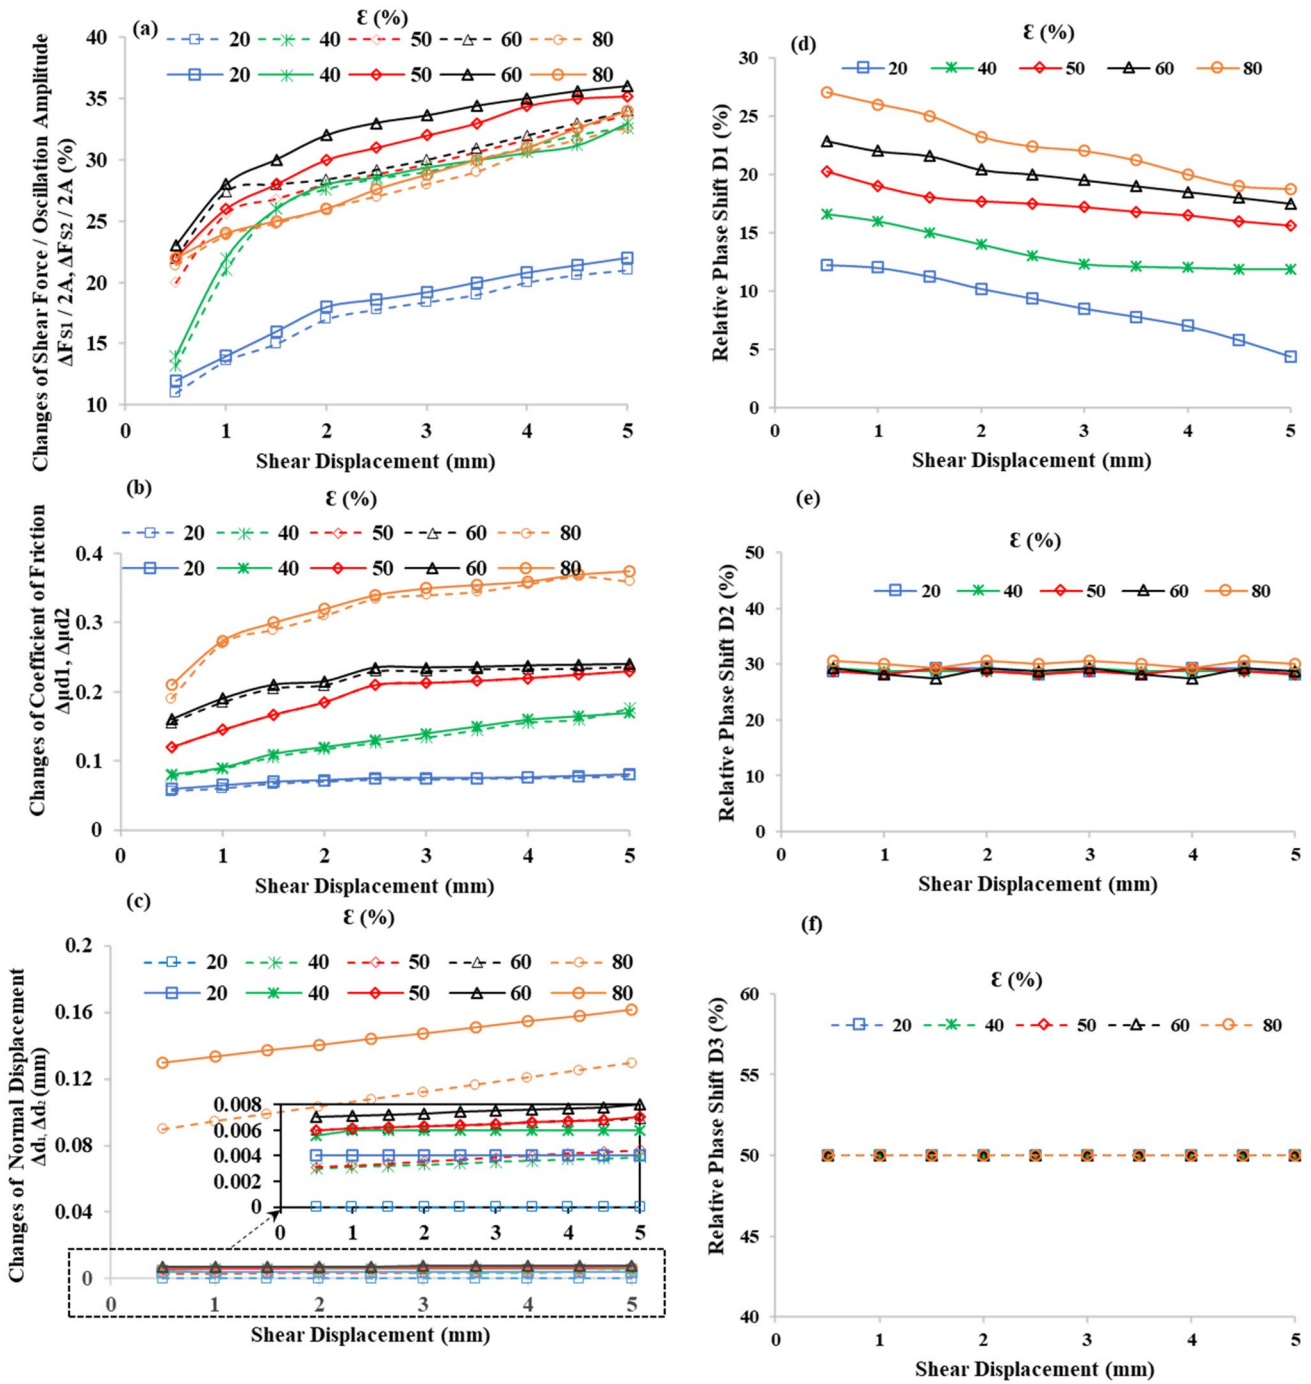 (a)
Ɛ (%)
20 40 50 60 80
20 40 50 60 80
Changes of Shear Force / Oscillation Amplitude
ΔFS1 / 2A, ΔFS2 / 2A (%)
40
35
30
25
20
15
10
0 1 2 3 4 5
Shear Displacement (mm)
(d)
Ɛ (%)
20 40 50 60 80
Relative Phase Shift D1 (%)
30
25
20
15
10
5
0
0 1 2 3 4 5
Shear Displacement (mm)
(b)
Ɛ (%)
20 40 50 60 80
20 40 50 60 80
Changes of Coefficient of Friction
Δμd1, Δμd2
0.4
0.3
0.2
0.1
0
0 1 2 3 4 5
Shear Displacement (mm)
(e)
Ɛ (%)
20 40 50 60 80
Relative Phase Shift D2 (%)
50
40
30
20
10
0
0 1 2 3 4 5
Shear Displacement (mm)
(c)
Ɛ (%)
20 40 50 60 80
20 40 50 60 80
Changes of Normal Displacement
Δd₁, Δd₂ (mm)
0.2
0.16
0.12
0.08
0.04
0
0 1 2 3 4 5
0.008
0.006
0.004
0.002
0
0 1 2 3 4 5
Shear Displacement (mm)
(f)
Ɛ (%)
20 40 50 60 80
Relative Phase Shift D3 (%)
60
55
50
45
40
0 1 2 3 4 5
Shear Displacement (mm)